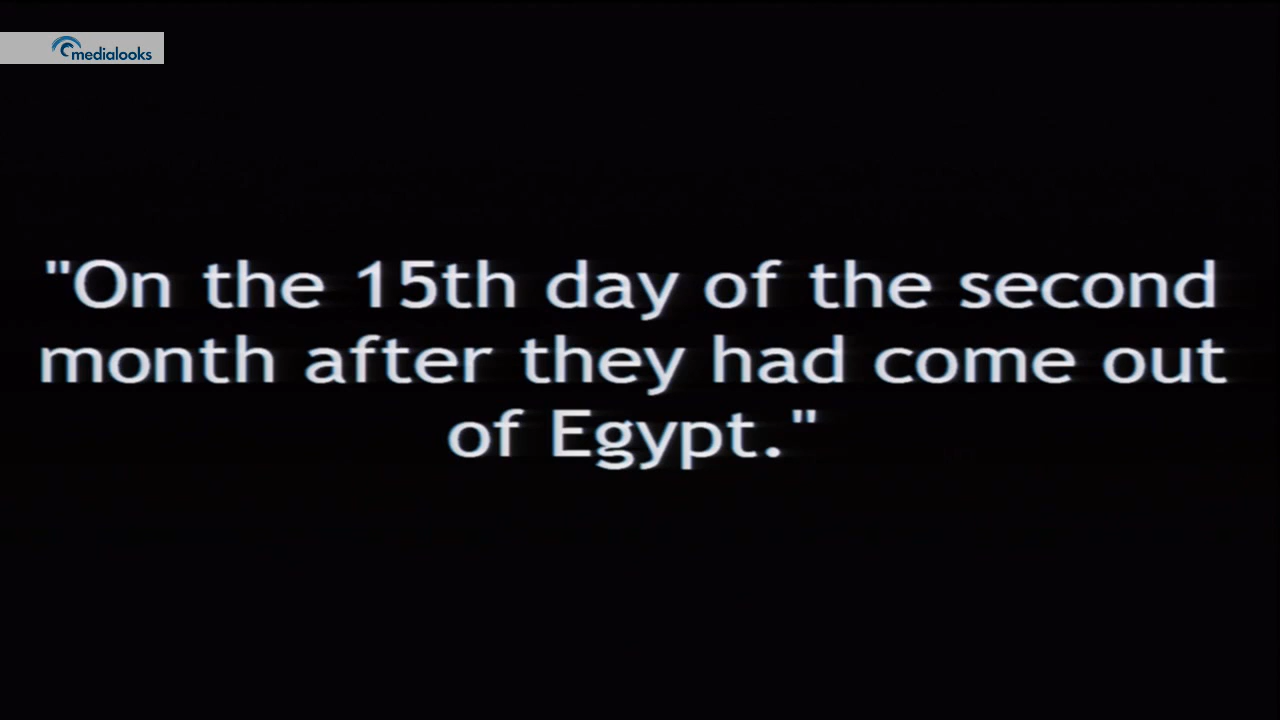 medialooks
"On the 15th day of the second
month after they had come out
of Egypt."